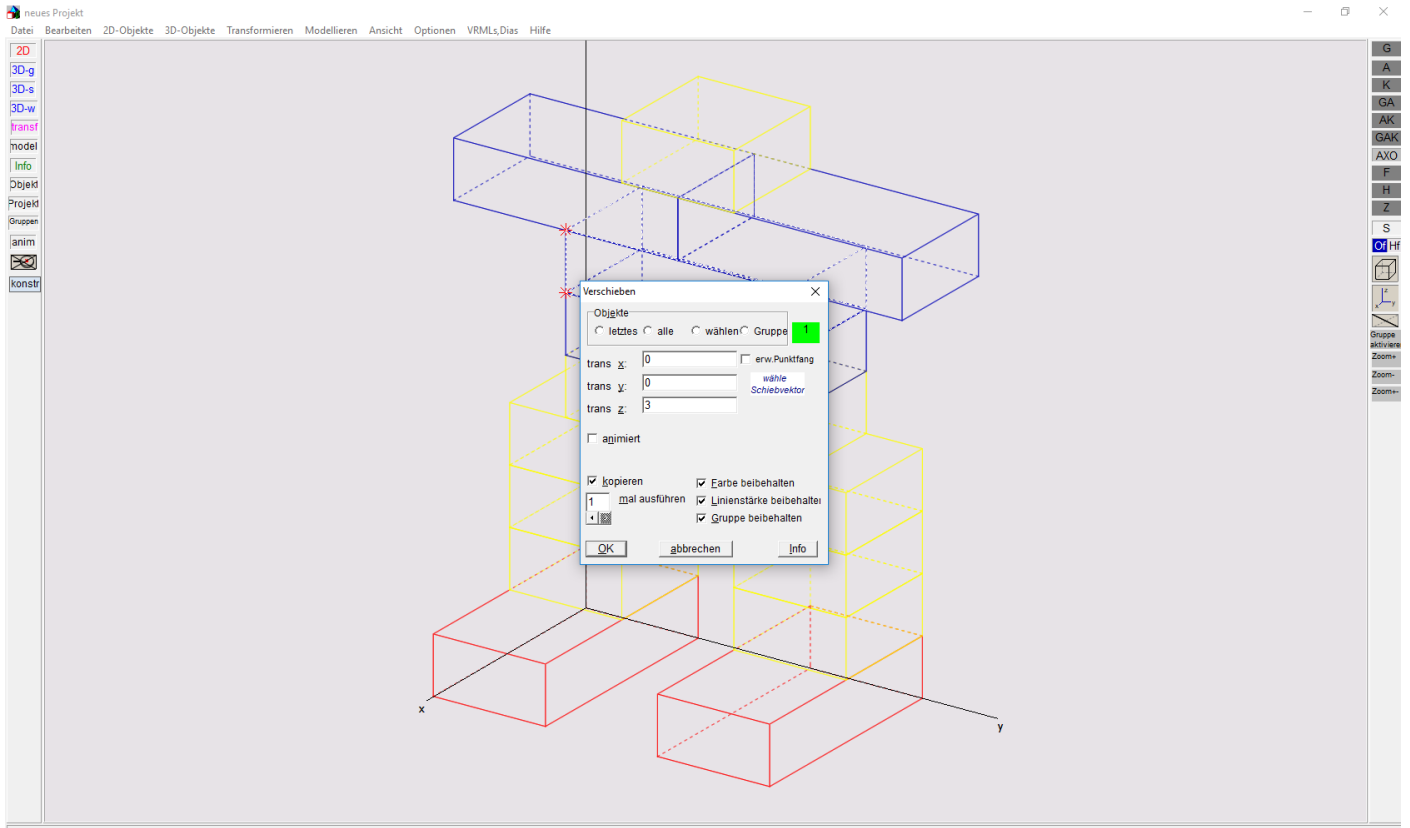 neues Projekt
Datei Bearbeiten 2D-Objekte 3D-Objekte Transformieren Modellieren Ansicht Optionen VRMLs,Dias Hilfe
2D
3D-g
3D-s
3D-w
transf
model
Info
Objekt
Projekt
Gruppen
anim
konstr
x
y
Verschieben
Objekte
letztes alle wählen Gruppe 1
trans x: 0 erw.Punktfang
trans y: 0 wähle
Schiebvektor
trans z: 3
animiert
kopieren Farbe beibehalten
1 mal ausführen Linienstärke beibehalten
Gruppe beibehalten
OK abbrechen Info
G
A
K
GA
AK
GAK
AXO
F
H
Z
S
Of Hf
z
x y
Gruppe
aktiviere
Zoom+
Zoom-
Zoom+-